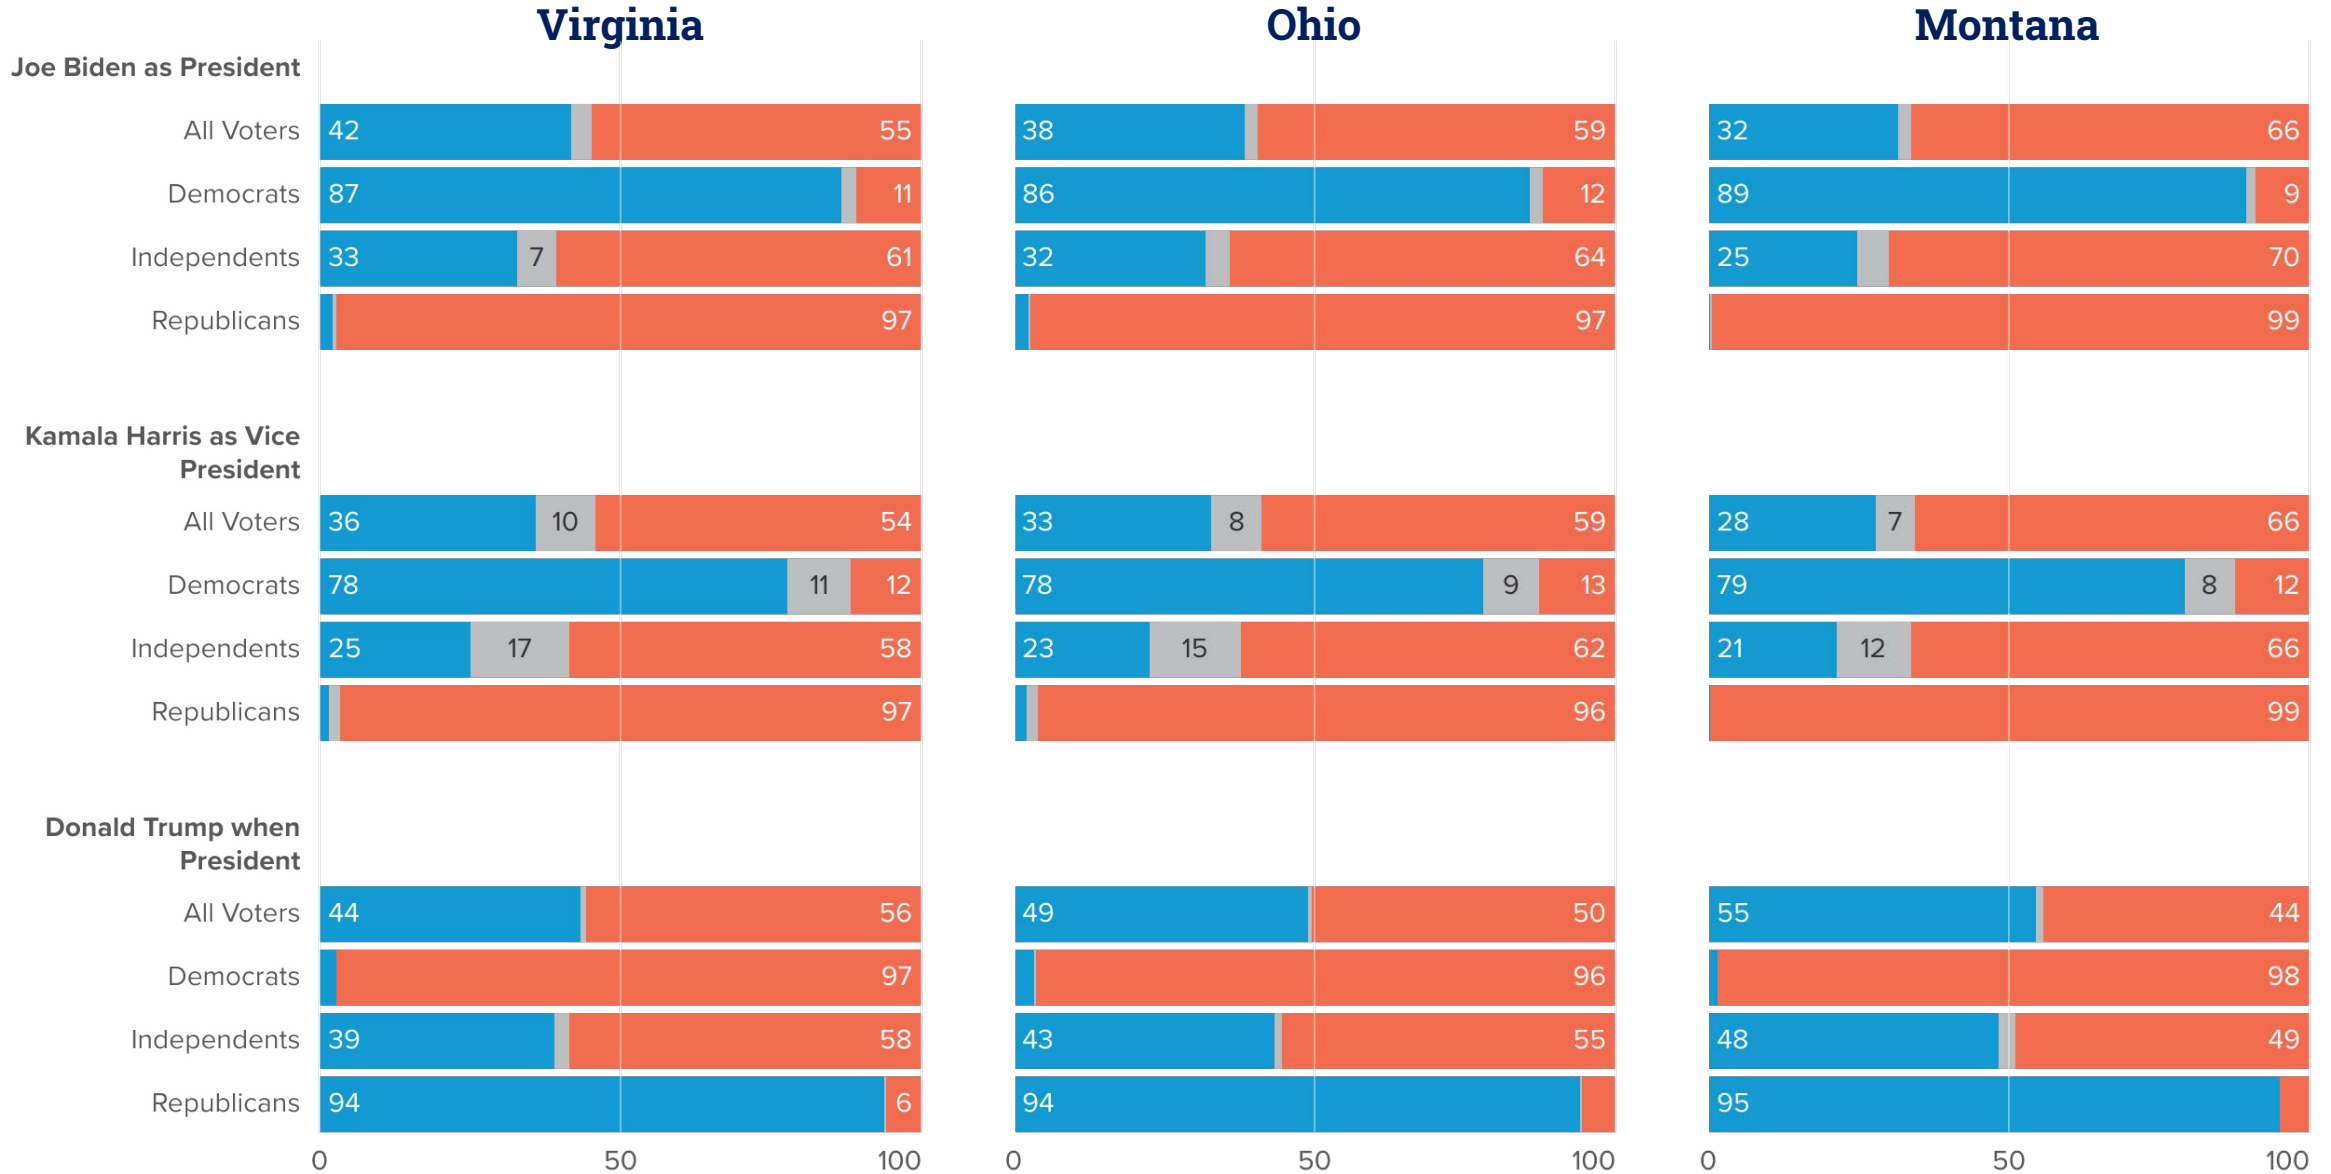 Virginia Ohio Montana
Joe Biden as President
All Voters 42 55 38 59 32 66
Democrats 87 11 86 12 89 9
Independents 33 7 61 32 64 25 70
Republicans 97 97 99
Kamala Harris as Vice
President
All Voters 36 10 54 33 8 59 28 7 66
Democrats 78 11 12 78 9 13 79 8 12
Independents 25 17 58 23 15 62 21 12 66
Republicans 97 96 99
Donald Trump when
President
All Voters 44 56 49 50 55 44
Democrats 97 96 98
Independents 39 58 43 55 48 49
Republicans 94 6 94 95
0 50 100 0 50 100 0 50 100